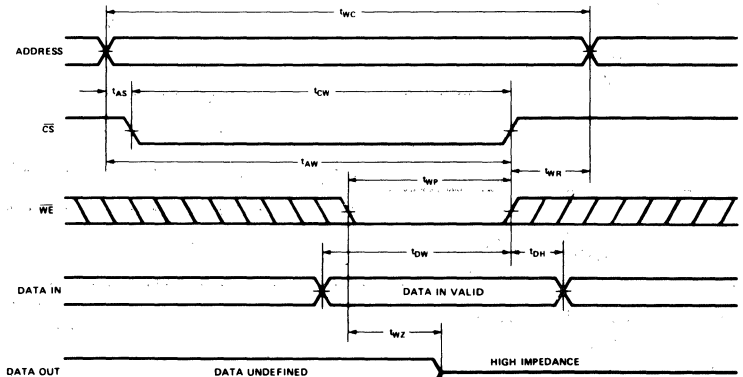 tWC
ADDRESS
tAS
tCW
CS
tAW
tWP
tWR
WE
tDW
tDH
DATA IN
DATA IN VALID
tWZ
HIGH IMPEDANCE
DATA OUT
DATA UNDEFINED